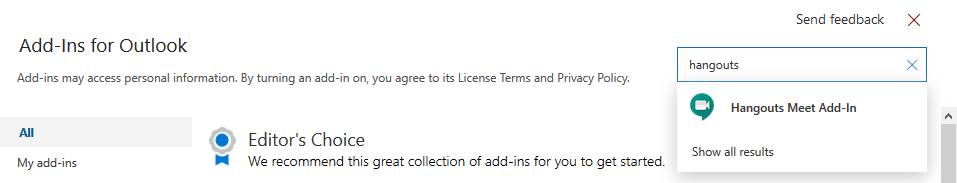 Send feedback
Add-Ins for Outlook
hangouts
Add-ins may access personal information. By turning an add-in on, you agree to its License Terms and Privacy Policy.
Hangouts Meet Add-In
All
Editor's Choice
My add-ins
We recommend this great collection of add-ins for you to get started.
Show all results